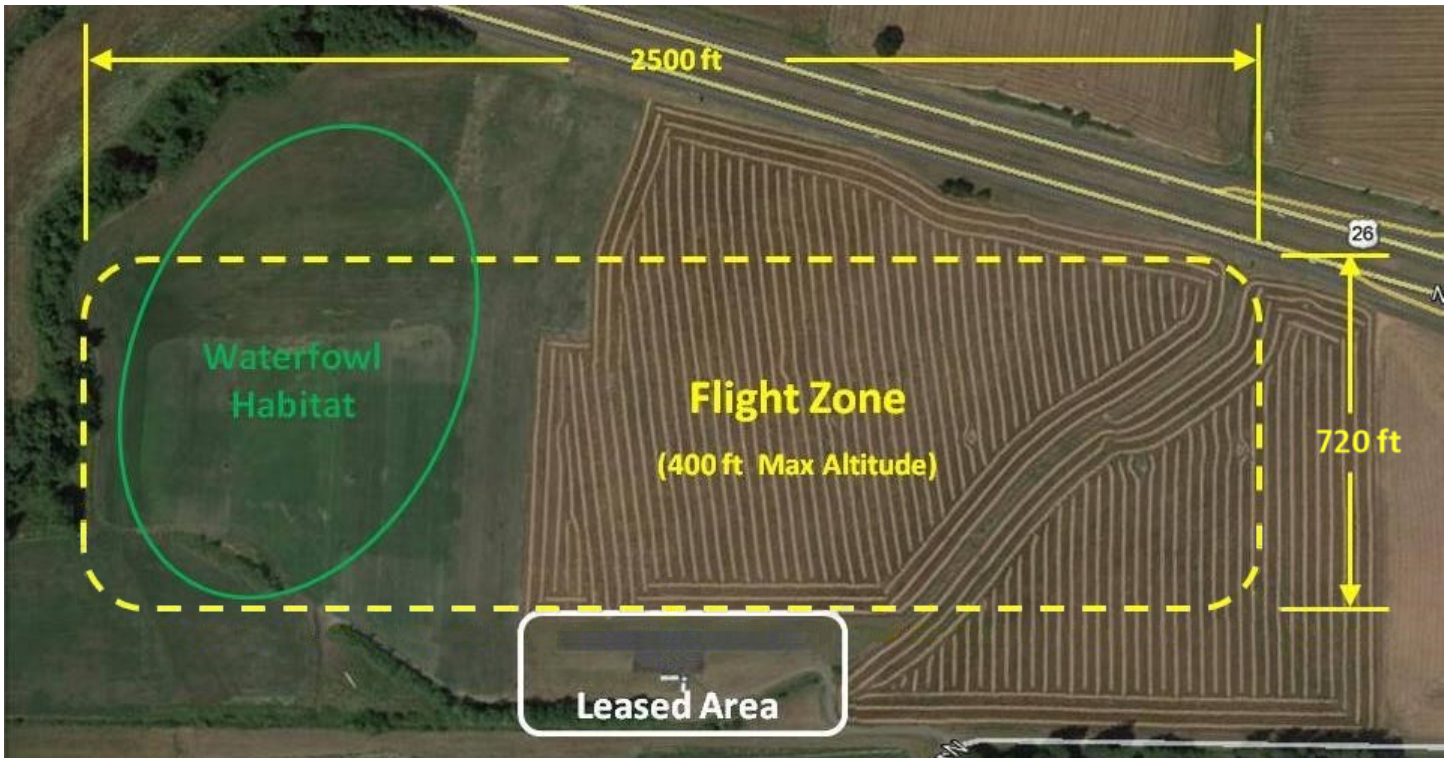 2500 ft
26
Waterfowl
Habitat
Flight Zone
(400 ft Max Altitude)
720 ft
Leased Area
N